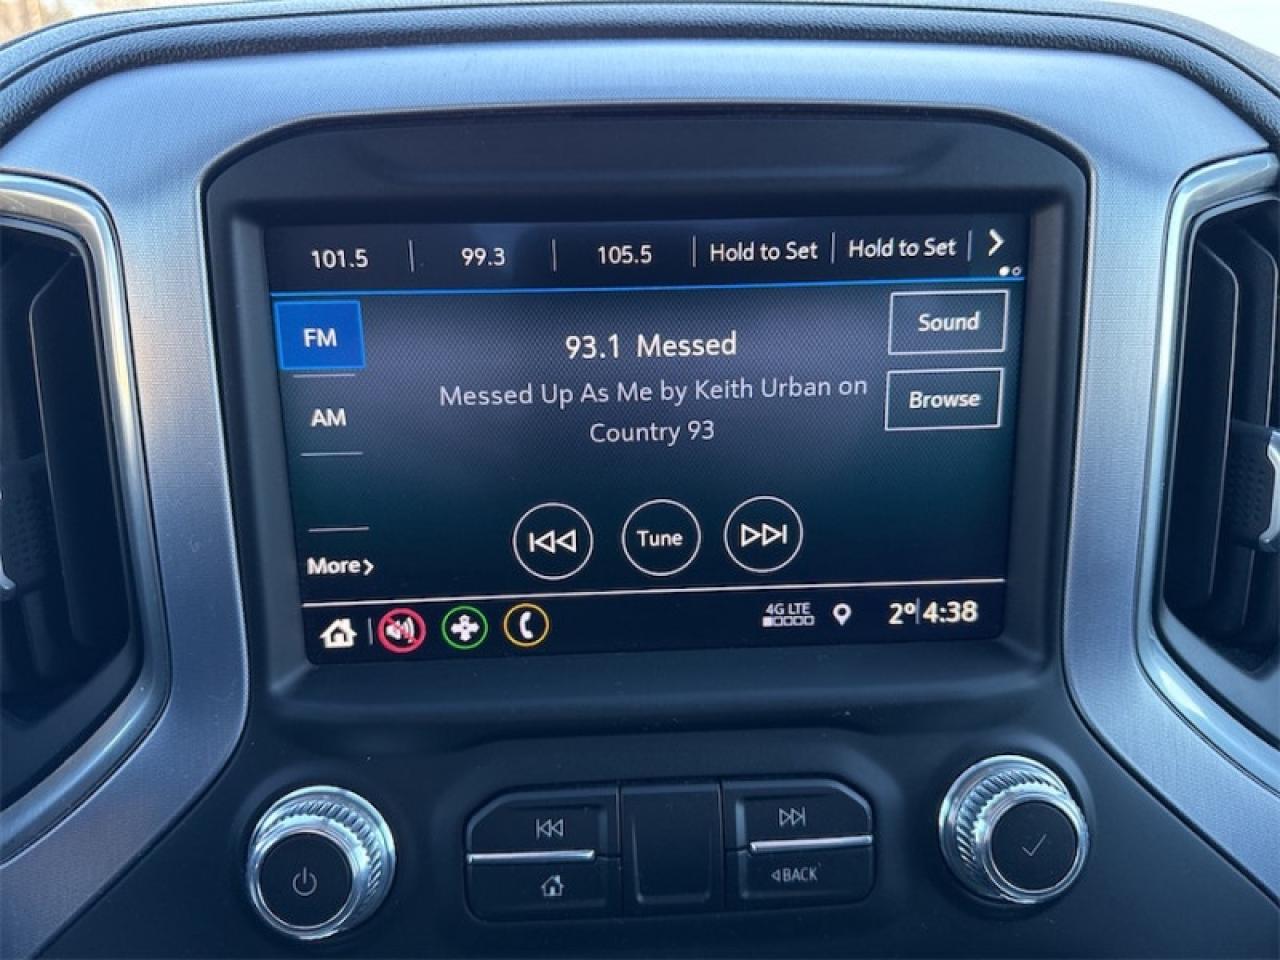 101.5 99.3 105.5 Hold to Set Hold to Set
FM
93.1 Messed
Sound
Messed Up As Me by Keith Urban on
Country 93
Browse
AM
Tune
More
4G LTE
2° 4:38
BACK